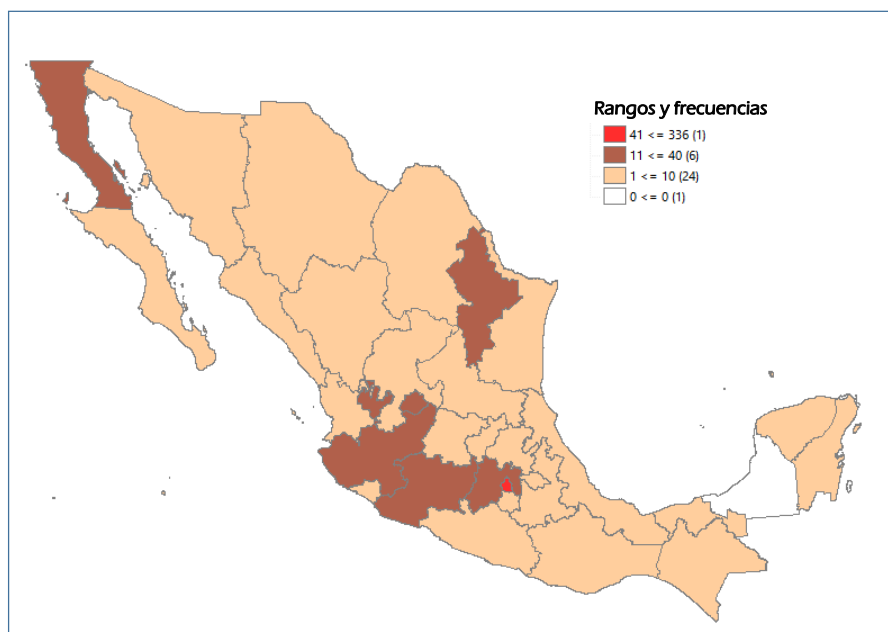 Rangos y frecuencias
41 <= 336 (1)
11 <= 40 (6)
1 <= 10 (24)
0 <= 0 (1)